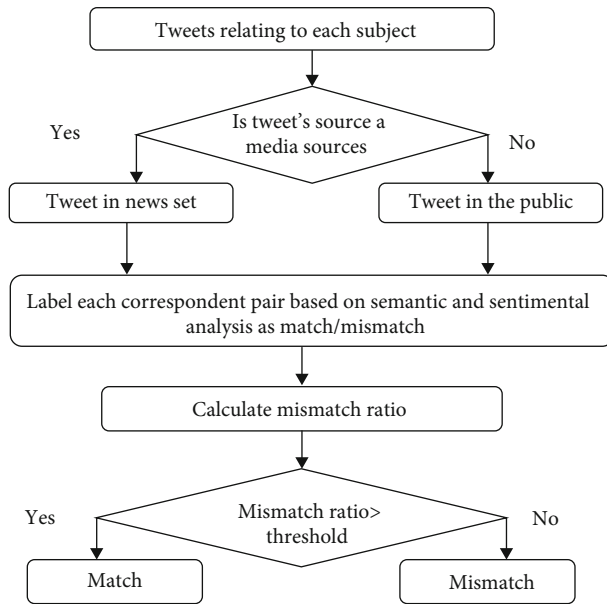 Tweets relating to each subject
Is tweet's source a
media sources
Yes
No
Tweet in news set
Tweet in the public
Label each correspondent pair based on semantic and sentimental
analysis as match/mismatch
Calculate mismatch ratio
Mismatch ratio>
threshold
Yes
No
Match
Mismatch